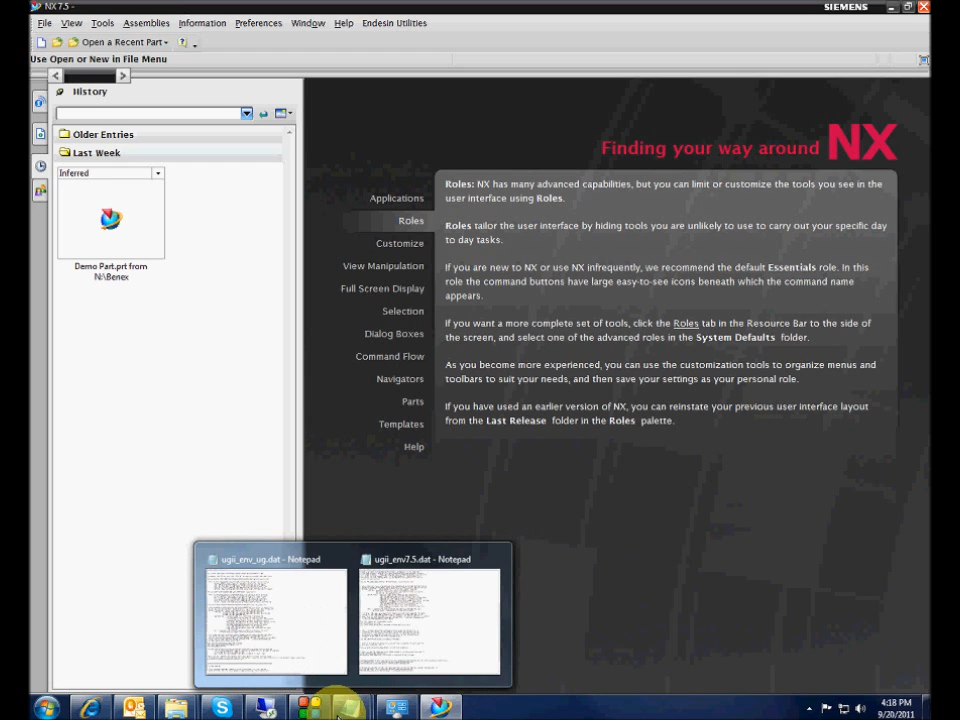 NX 7.5 -
SIEMENS
File View Tools Assemblies Information Preferences Window Help Endesin Utilities
Open a Recent Part
Use Open or New in File Menu
History
Older Entries
Last Week
Inferred
Demo Part.prt from
N:\Benex
Finding your way around NX
Applications
Roles
Customize
View Manipulation
Full Screen Display
Selection
Dialog Boxes
Command Flow
Navigators
Parts
Templates
Help
Roles: NX has many advanced capabilities, but you can limit or customize the tools you see in the
user interface using Roles.
Roles tailor the user interface by hiding tools you are unlikely to use to carry out your specific day
to day tasks.
If you are new to NX or use NX infrequently, we recommend the default Essentials role. In this
role the command buttons have large easy-to-see icons beneath which the command name
appears.
If you want a more complete set of tools, click the Roles tab in the Resource Bar to the side of
the screen, and select one of the advanced roles in the System Defaults folder.
As you become more experienced, you can use the customization tools to organize menus and
toolbars to suit your needs, and then save your settings as your personal role.
If you have used an earlier version of NX, you can reinstate your previous user interface layout
from the Last Release folder in the Roles palette.
ugii_env_ug.dat - Notepad
ugii_env7.5.dat - Notepad
4:18 PM
9/20/2011